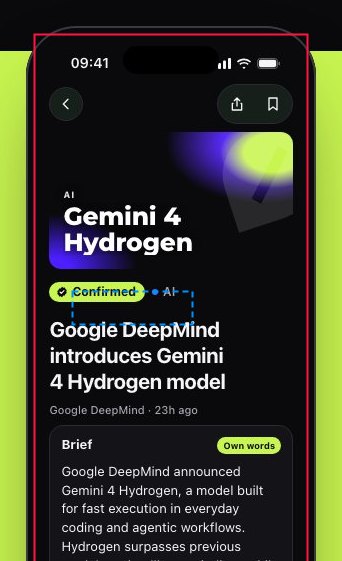 09:41
AI
Gemini 4
Hydrogen
Confirmed AI
Google DeepMind
introduces Gemini
4 Hydrogen model
Google DeepMind · 23h ago
Brief
Own words
Google DeepMind announced
Gemini 4 Hydrogen, a model built
for fast execution in everyday
coding and agentic workflows.
Hydrogen surpasses previous